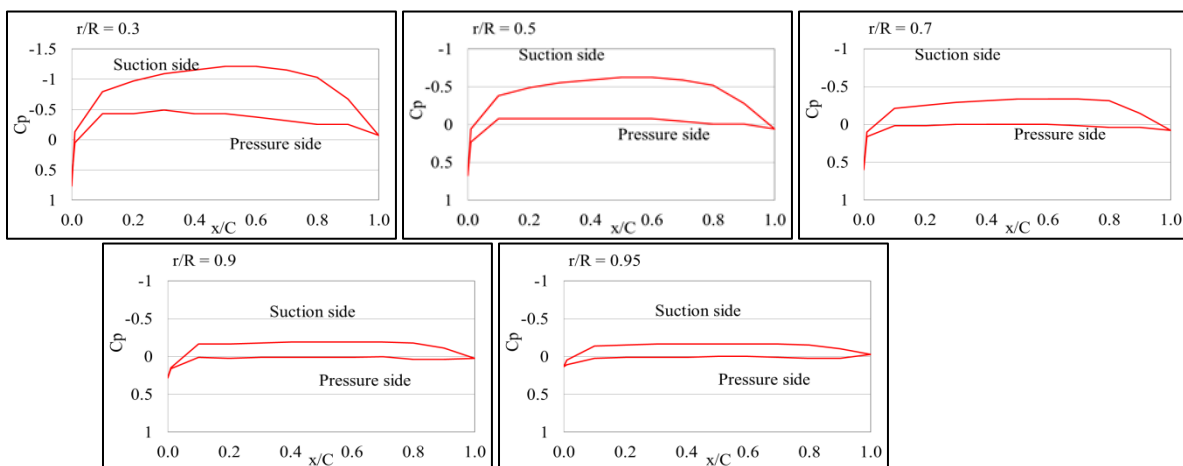 r/R = 0.3
-1.5
-1
-0.5
0
0.5
1
Cp
Suction side
Pressure side
0.0 0.2 0.4 0.6 0.8 1.0
x/C
r/R = 0.5
-1
-0.5
0
0.5
1
Cp
Suction side
Pressure side
0.0 0.2 0.4 0.6 0.8 1.0
x/C
r/R = 0.7
-1
-0.5
0
0.5
1
Cp
Suction side
Pressure side
0.0 0.2 0.4 0.6 0.8 1.0
x/C
r/R = 0.9
-1
-0.5
0
0.5
1
Cp
Suction side
Pressure side
0.0 0.2 0.4 0.6 0.8 1.0
x/C
r/R = 0.95
-1
-0.5
0
0.5
1
Cp
Suction side
Pressure side
0.0 0.2 0.4 0.6 0.8 1.0
x/C